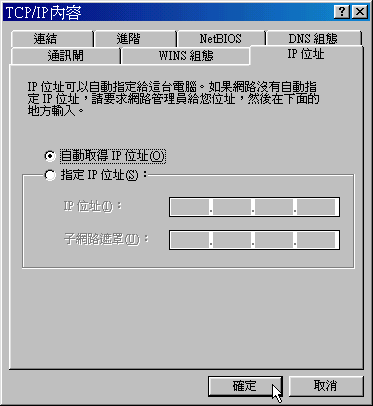 TCP/IP內容
連結
進階
NetBIOS
DNS 組態
通訊閘
WINS 組態
IP 位址
IP 位址可以自動指定給這台電腦。如果網路沒有自動指
定 IP 位址，請要求網路管理員給您位址，然後在下面的
地方輸入。
自動取得 IP 位址(O)
指定 IP 位址(S)：
IP 位址(I)：
子網路遮罩(U)：
確定
取消